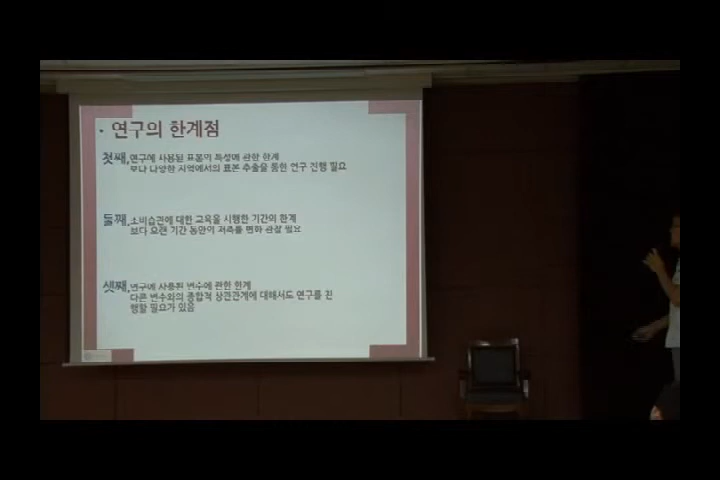 • 연구의 한계점
첫째, 연구에 사용된 표본의 특성에 관한 한계
보다 다양한 지역에서의 표본 추출을 통한 연구 진행 필요
둘째, 소비습관에 대한 교육을 시행한 기간의 한계
보다 오랜 기간 동안의 저축률 변화 관찰 필요
셋째, 연구에 사용된 변수에 관한 한계
다른 변수와의 종합적 상관관계에 대해서도 연구를 진
행할 필요가 있음